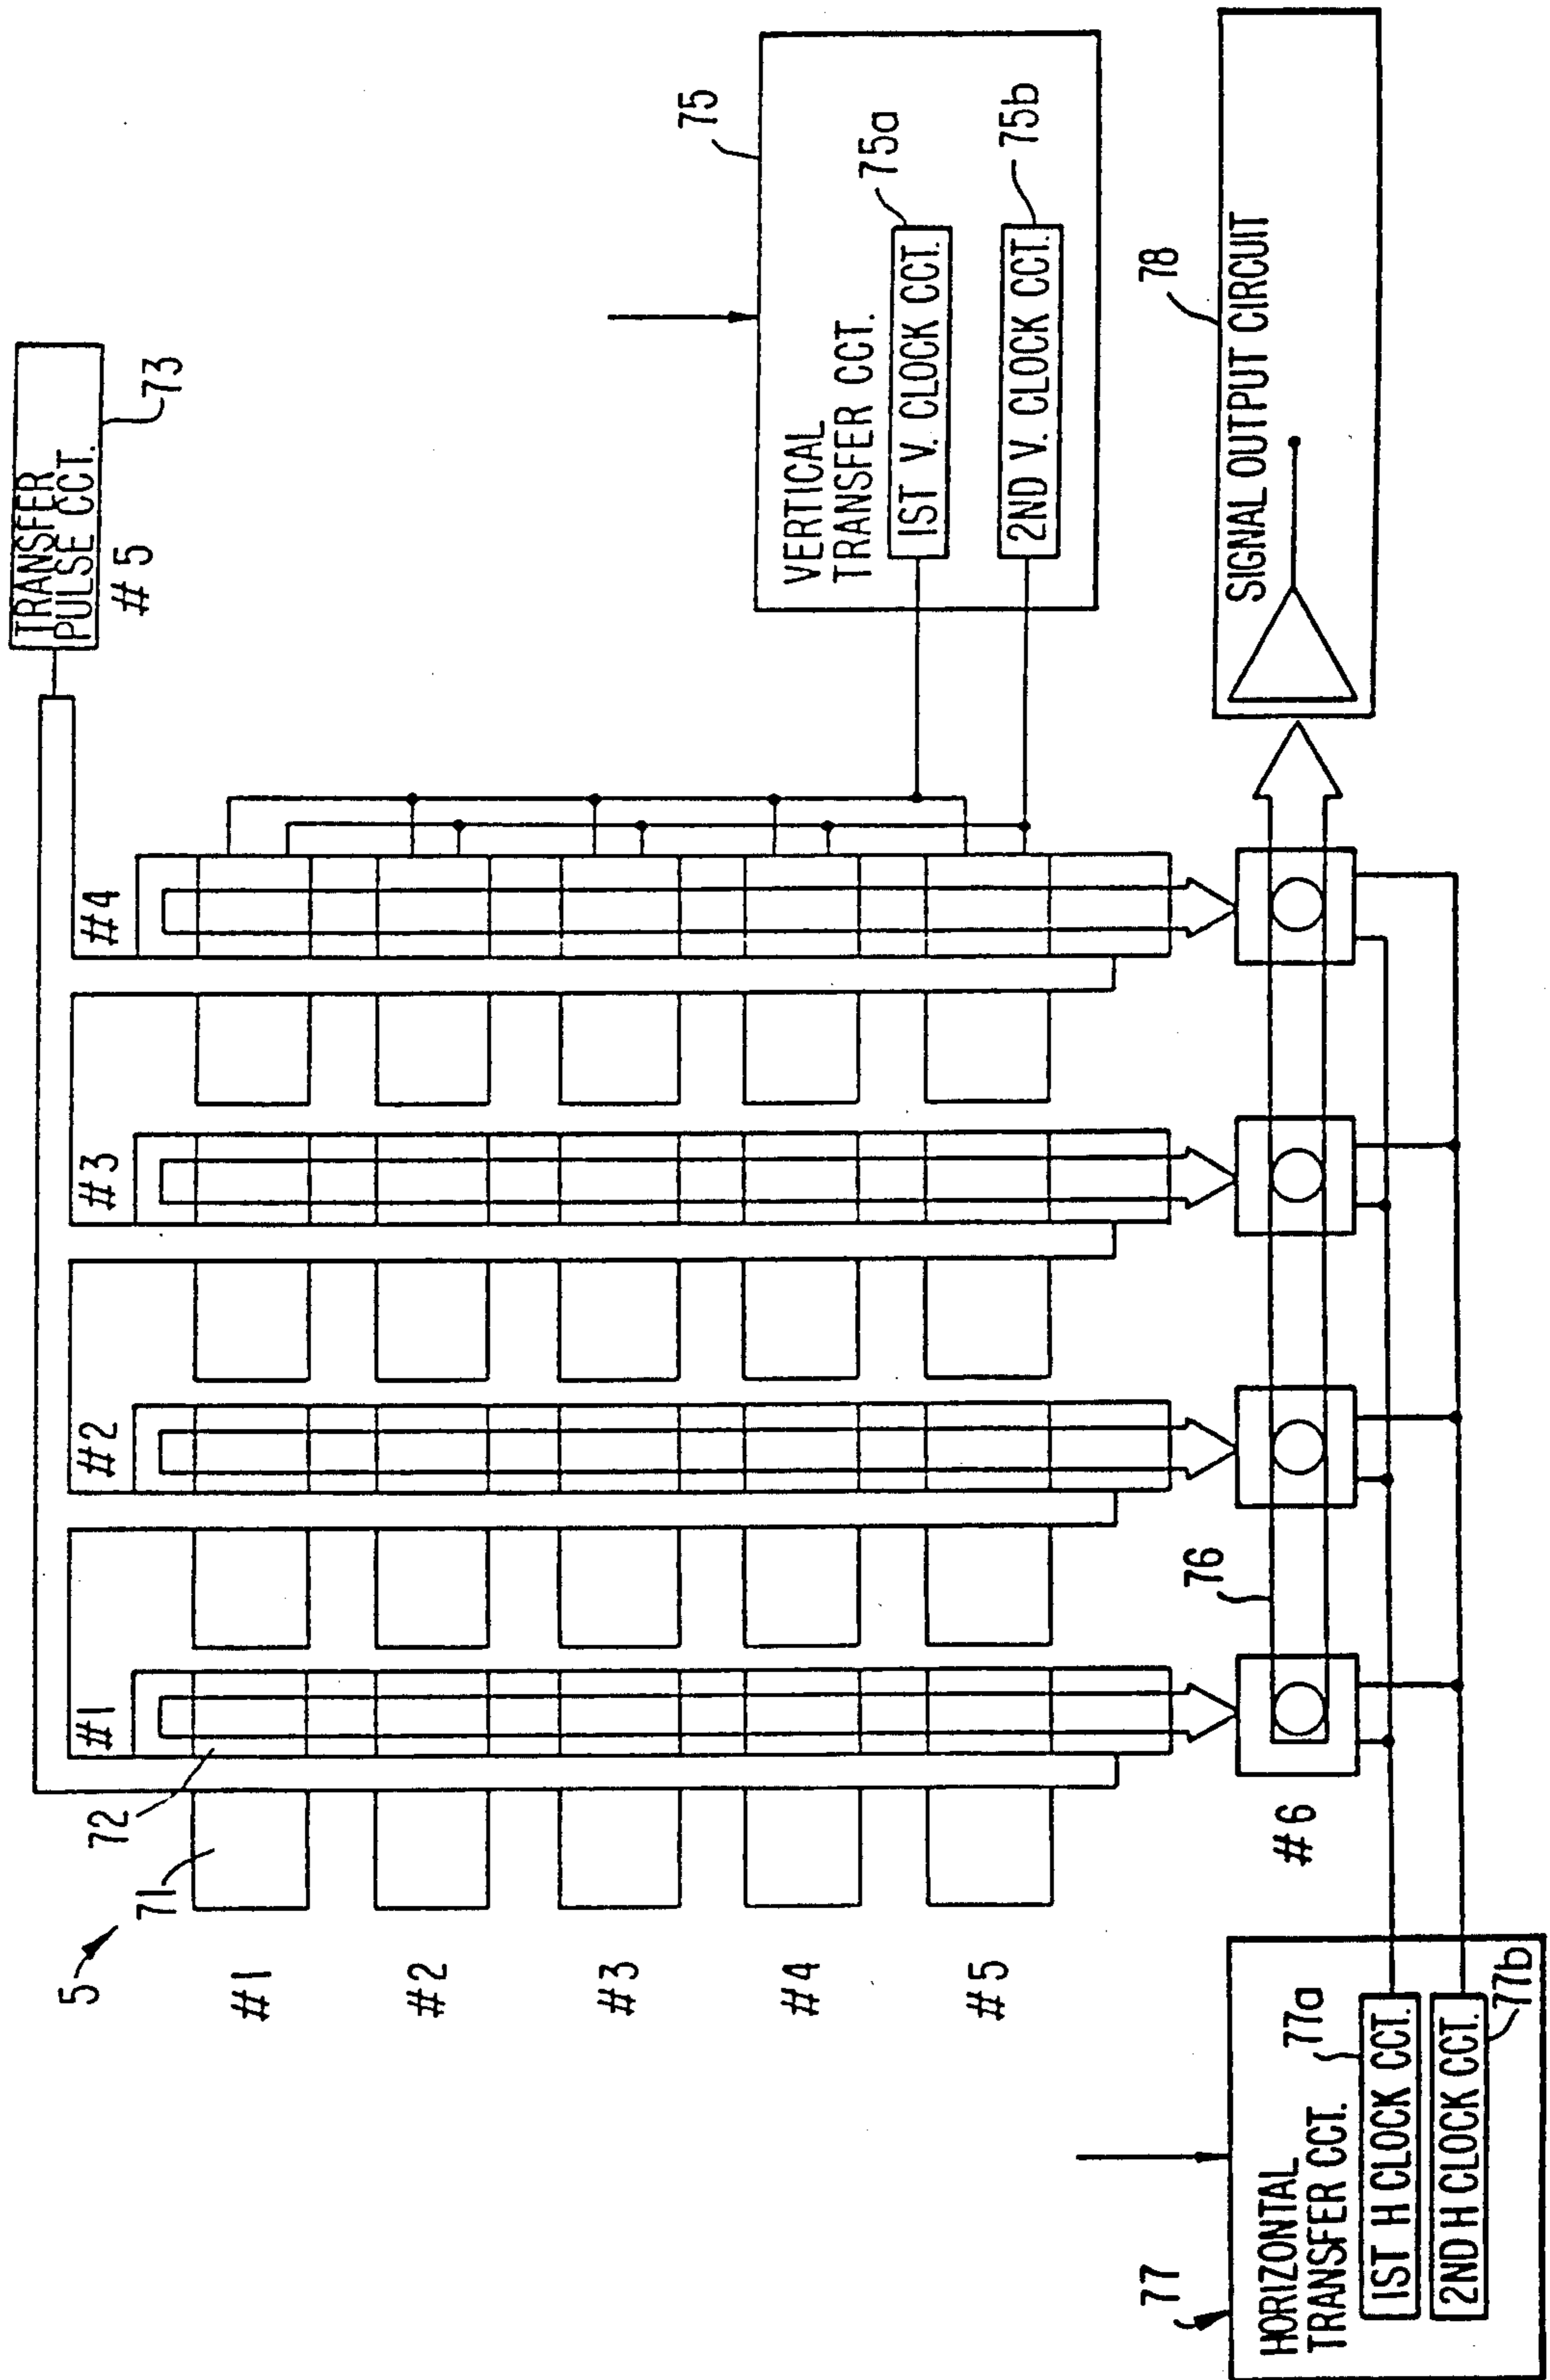 TRANSFER
PULSE CCT.
73
# 5
#1
#2
#3
#4
5
71
72
#1
#2
#3
#4
#5
75
VERTICAL
TRANSFER CCT.
75a
1ST V. CLOCK CCT.
75b
2ND V. CLOCK CCT.
76
#6
78
SIGNAL OUTPUT CIRCUIT
77
HORIZONTAL
TRANSFER CCT.
77a
1ST H CLOCK CCT.
2ND H CLOCK CCT.
77b